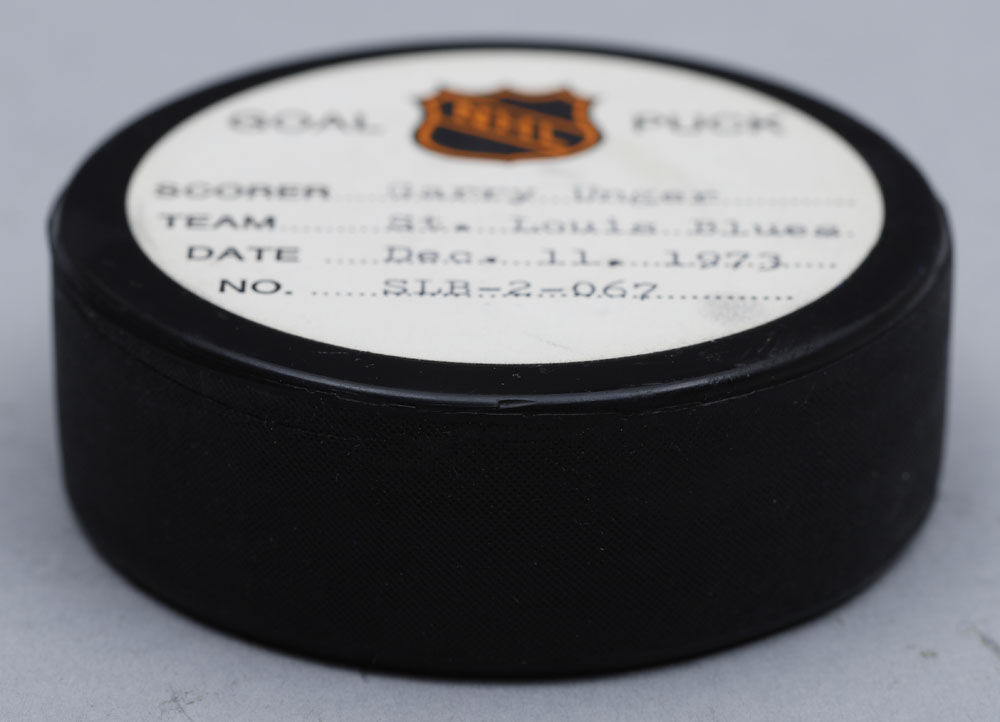 GOAL NHL PUCK
SCORER Garry Unger
TEAM St. Louis Blues
DATE Dec. 11, 1973
NO. SLB-2-067